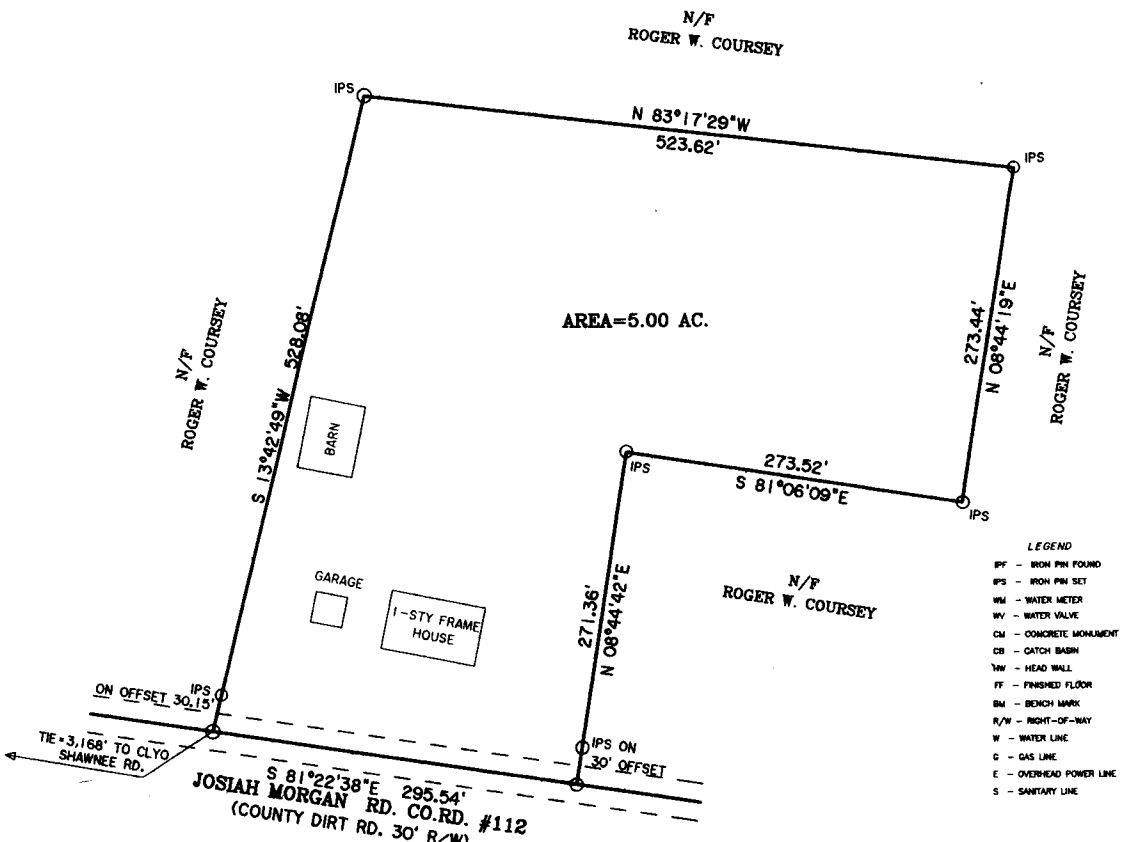 N/F
ROGER W. COURSEY
IPS
N 83°17'29"W
523.62'
IPS
N/F
ROGER W. COURSEY
S 13°42'49"W 528.08'
AREA=5.00 AC.
273.44'
N 08°44'19"E
N/F
ROGER W. COURSEY
BARN
IPS
273.52'
S 81°06'09"E
IPS
GARAGE
1-STY FRAME
HOUSE
271.36'
N 08°44'42"E
N/F
ROGER W. COURSEY
LEGEND
IPF - IRON PIN FOUND
IPS - IRON PIN SET
WM - WATER METER
WV - WATER VALVE
CM - CONCRETE MONUMENT
CB - CATCH BASIN
HW - HEAD WALL
FF - FINISHED FLOOR
BM - BENCH MARK
R/W - RIGHT-OF-WAY
W - WATER LINE
G - GAS LINE
E - OVERHEAD POWER LINE
S - SANITARY LINE
IPS
ON OFFSET 30.15'
TIE=3,168' TO CLYO
SHAWNEE RD.
IPS ON
30' OFFSET
S 81°22'38"E 295.54'
JOSIAH MORGAN RD. CO.RD. #112
(COUNTY DIRT RD. 30' R/W)